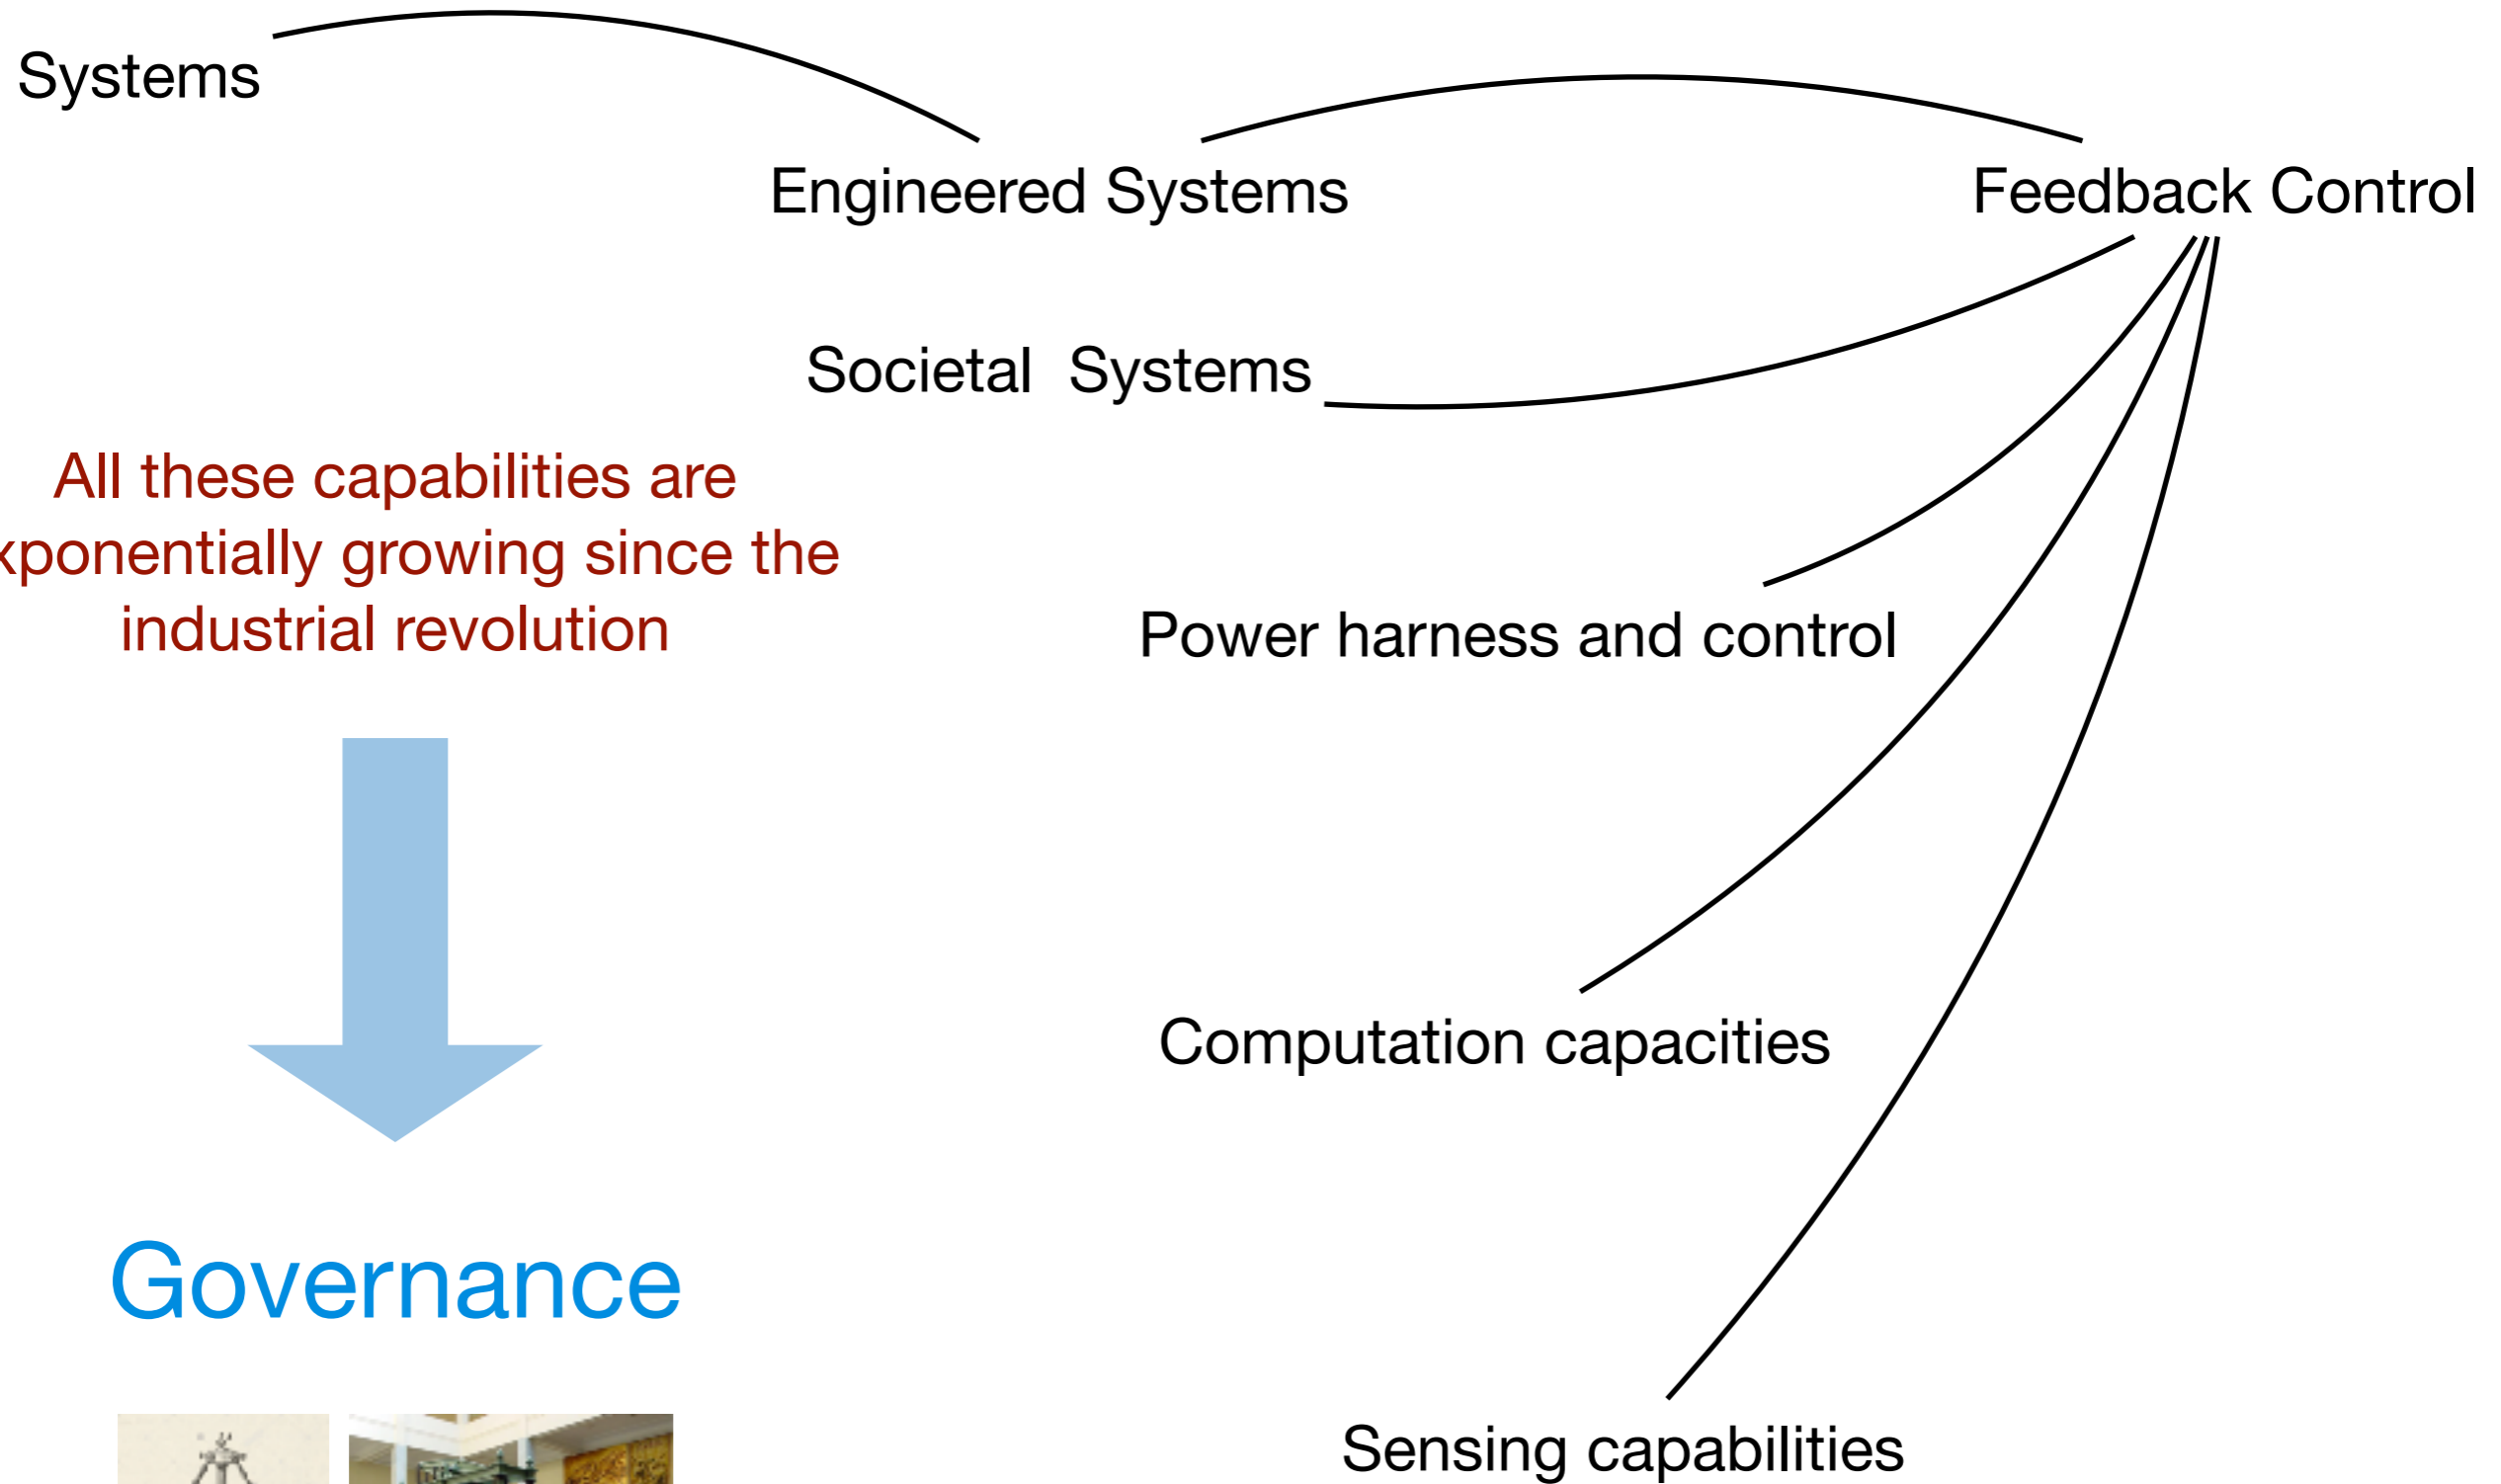 Systems
Engineered Systems
Feedback Control
Societal Systems
All these capabilities are
xponentially growing since the
industrial revolution
Power harness and control
Computation capacities
Governance
Sensing capabilities